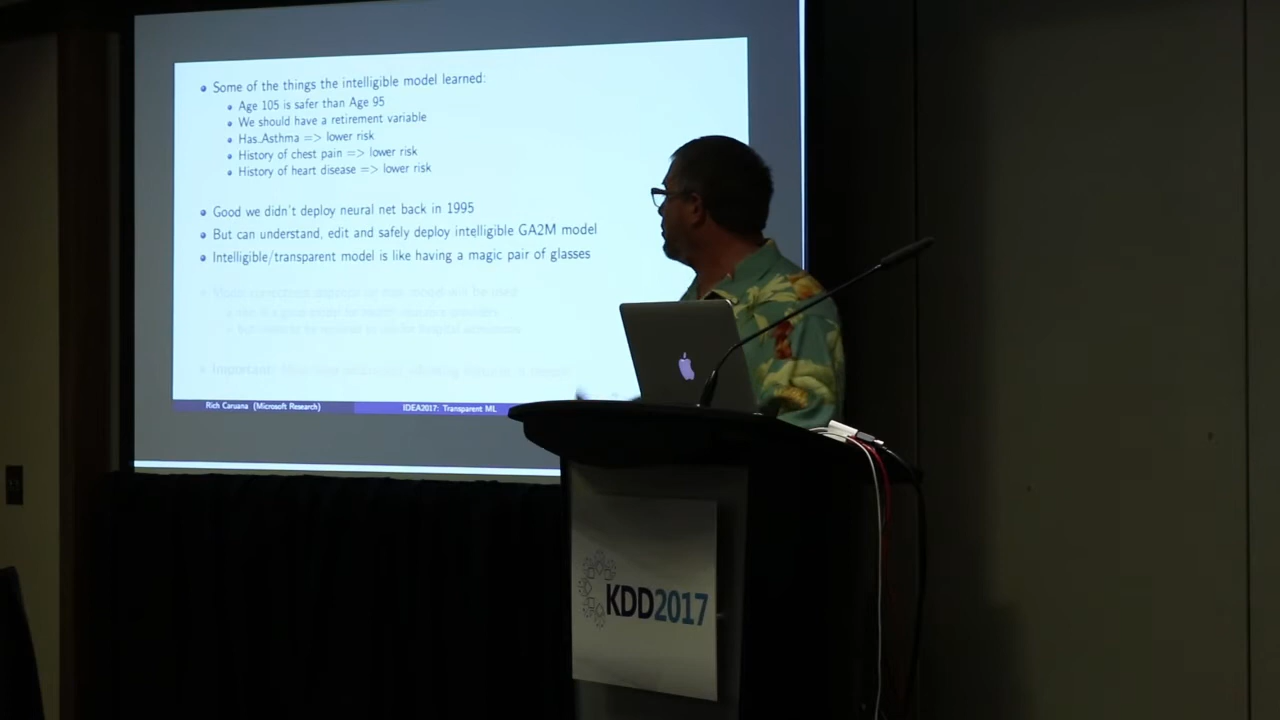 Some of the things the intelligible model learned:
Age 105 is safer than Age 95
We should have a retirement variable
Has_Asthma => lower risk
History of chest pain => lower risk
History of heart disease => lower risk
Good we didn't deploy neural net back in 1995
But can understand, edit and safely deploy intelligible GA2M model
Intelligible/transparent model is like having a magic pair of glasses
Important:
Rich Caruana (Microsoft Research)
IDEA2017: Transparent ML
KDD2017